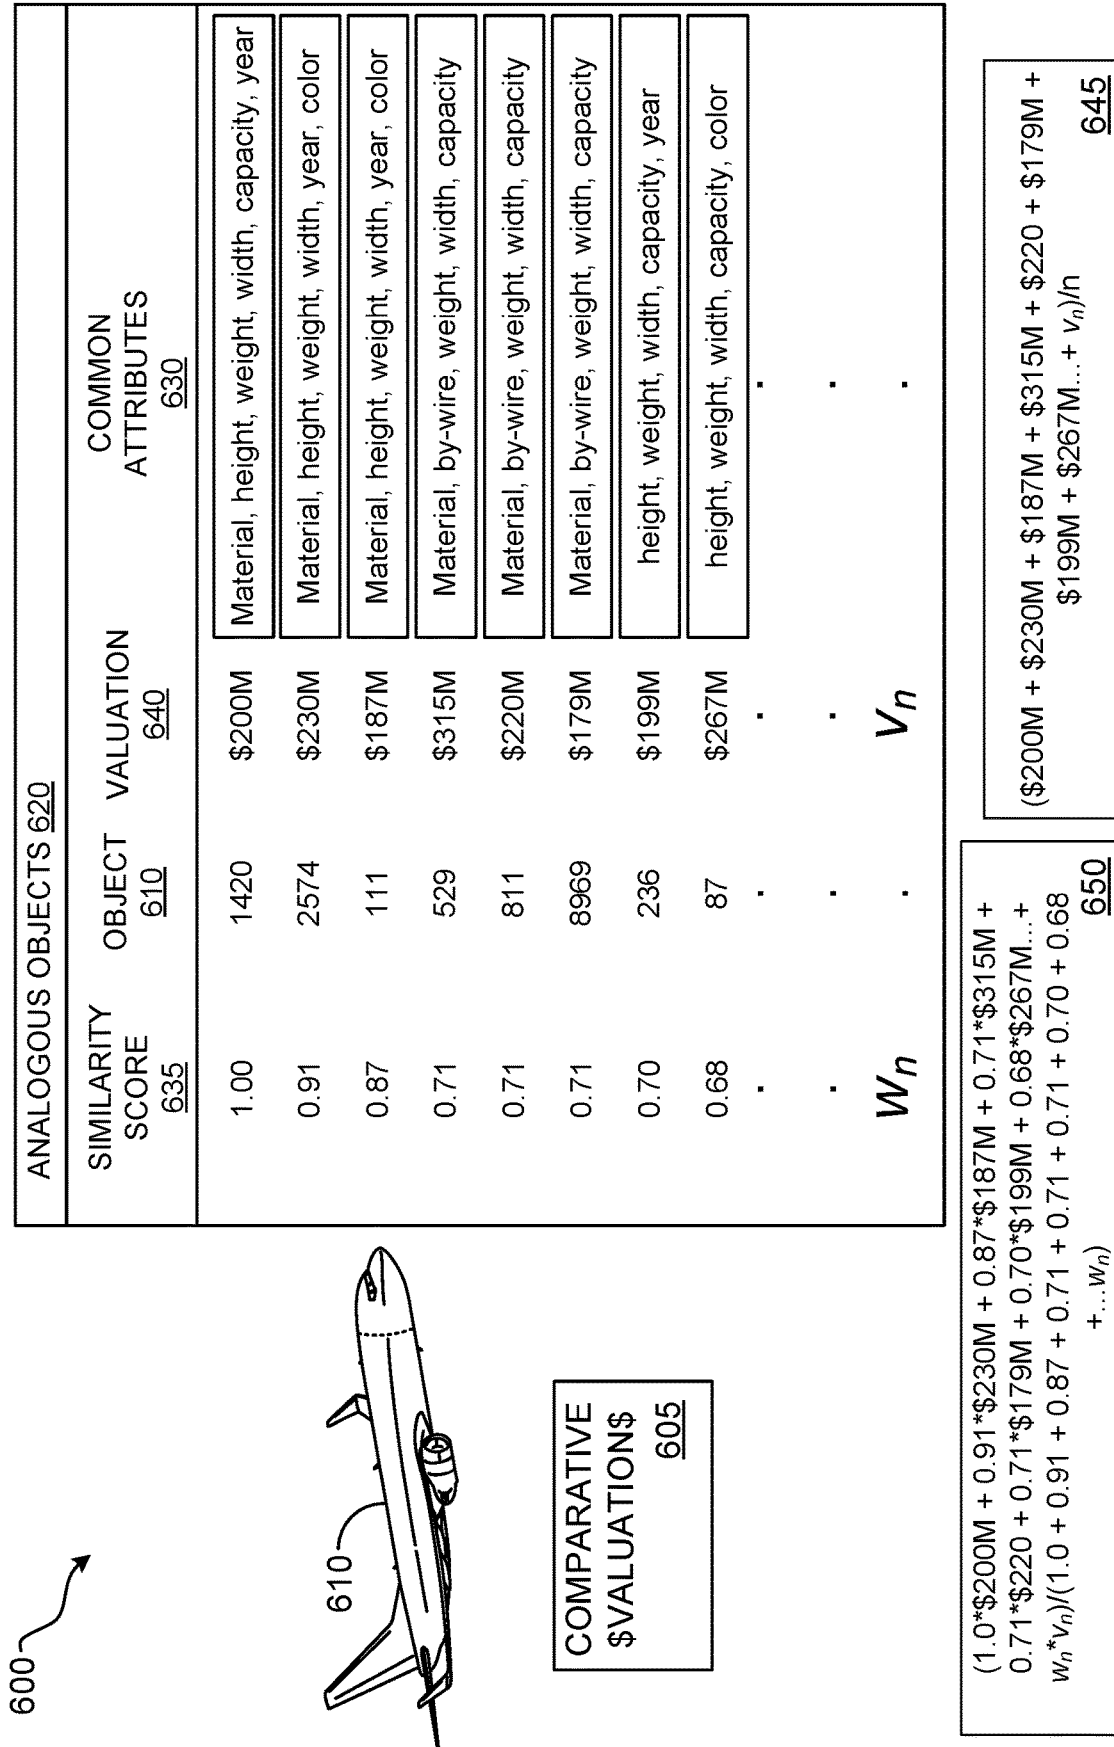 600
610
COMPARATIVE
$VALUATION$
605
ANALOGOUS OBJECTS 620
SIMILARITY SCORE 635 OBJECT 610 VALUATION 640 COMMON ATTRIBUTES 630
1.00 1420 $200M Material, height, weight, width, capacity, year
0.91 2574 $230M Material, height, weight, width, year, color
0.87 111 $187M Material, height, weight, width, year, color
0.71 529 $315M Material, by-wire, weight, width, capacity
0.71 811 $220M Material, by-wire, weight, width, capacity
0.71 8969 $179M Material, by-wire, weight, width, capacity
0.70 236 $199M height, weight, width, capacity, year
0.68 87 $267M height, weight, width, capacity, color
. . . .
. . . .
wn . vn .
(1.0*$200M + 0.91*$230M + 0.87*$187M + 0.71*$315M +
0.71*$220 + 0.71*$179M + 0.70*$199M + 0.68*$267M...+
wn*vn)/(1.0 + 0.91 + 0.87 + 0.71 + 0.71 + 0.71 + 0.70 + 0.68
+...wn)
650
($200M + $230M + $187M + $315M + $220 + $179M +
$199M + $267M...+ vn)/n
645